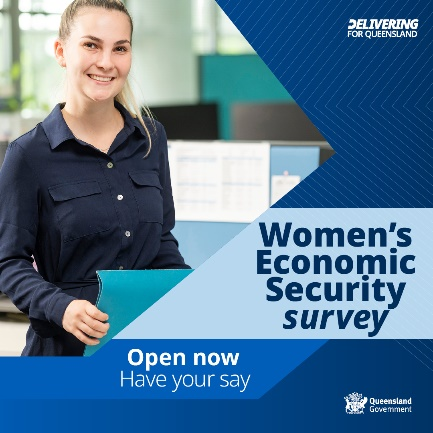 DELIVERING
FOR QUEENSLAND
Women's
Economic
Security
survey
Open now
Have your say
Queensland
Government